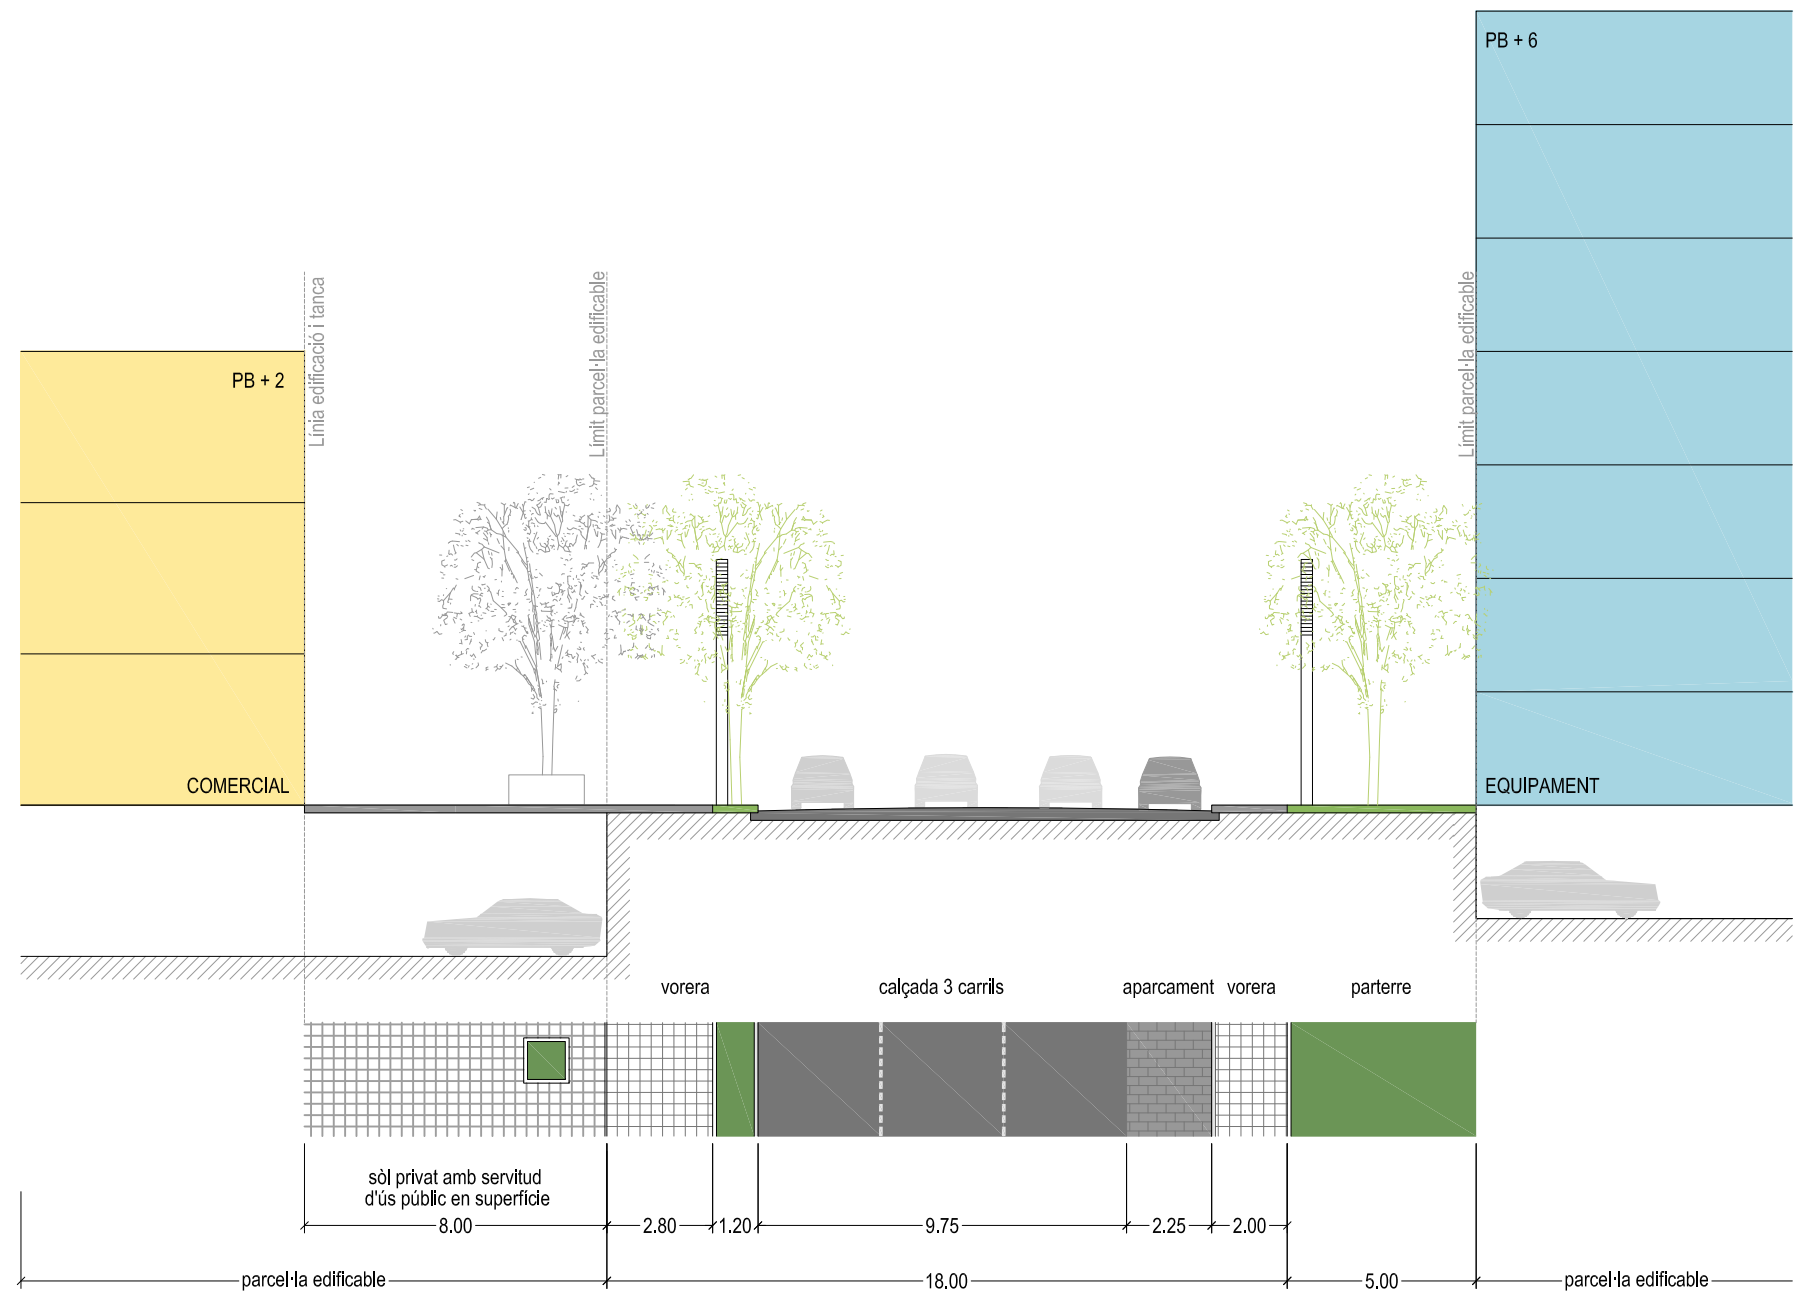 PB + 6
Línia edificació i tanca
Límit parcel·la edificable
Límit parcel·la edificable
PB + 2
COMERCIAL
EQUIPAMENT
vorera
calçada 3 carrils
aparcament
vorera
parterre
sòl privat amb servitud
d'ús públic en superfície
8.00
2.80
1.20
9.75
2.25
2.00
parcel·la edificable
18.00
5.00
parcel·la edificable